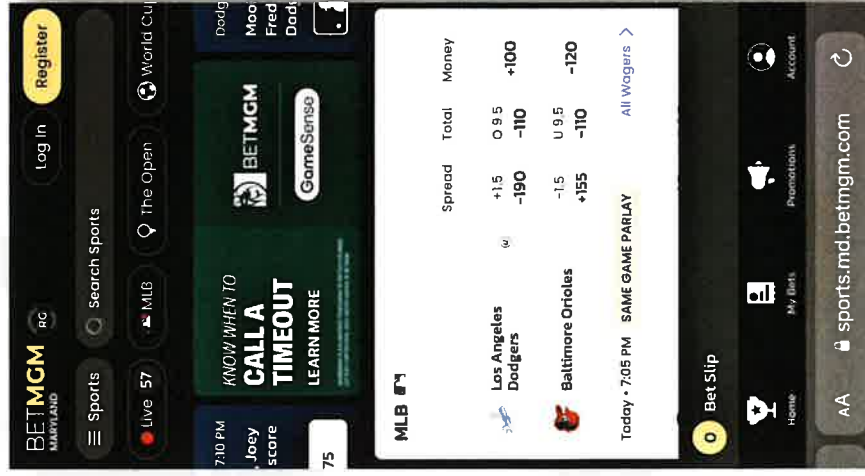 BETMGM RG Log In Register
MARYLAND
Sports Search Sports
Live 57 MLB The Open World Cup
7:10 PM
, Joey
score
75
KNOW WHEN TO
CALL A
TIMEOUT
LEARN MORE
BETMGM
GameSense
Dodg
Moo
Fred
Dodg
MLB
Spread Total Money
Los Angeles
Dodgers
+1.5 O 9.5 +100
-190 -110
Baltimore Orioles
-1.5 U 9.5 -120
+155 -110
Today • 7:05 PM SAME GAME PARLAY All Wagers >
0 Bet Slip
Home My Bets Promotions Account
AA sports.md.betmgm.com